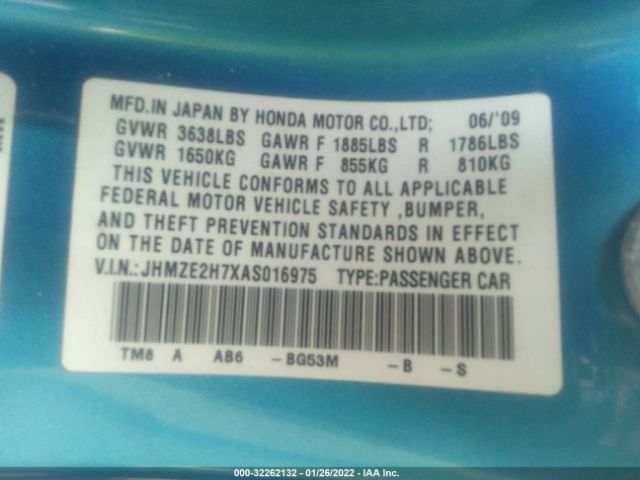 MFD.IN JAPAN BY HONDA MOTOR CO.,LTD; 06/'09
GVWR 3638LBS GAWR F 1885LBS R 1786LBS
GVWR 1650KG GAWR F 855KG R 810KG
THIS VEHICLE CONFORMS TO ALL APPLICABLE
FEDERAL MOTOR VEHICLE SAFETY ,BUMPER,
AND THEFT PREVENTION STANDARDS IN EFFECT
ON THE DATE OF MANUFACTURE SHOWN ABOVE.
V.I.N.:JHMZE2H7XAS016975 TYPE:PASSENGER CAR
TM8 A AB6 -BG53M -B -S
000-32262132 - 01/26/2022 - IAA Inc.